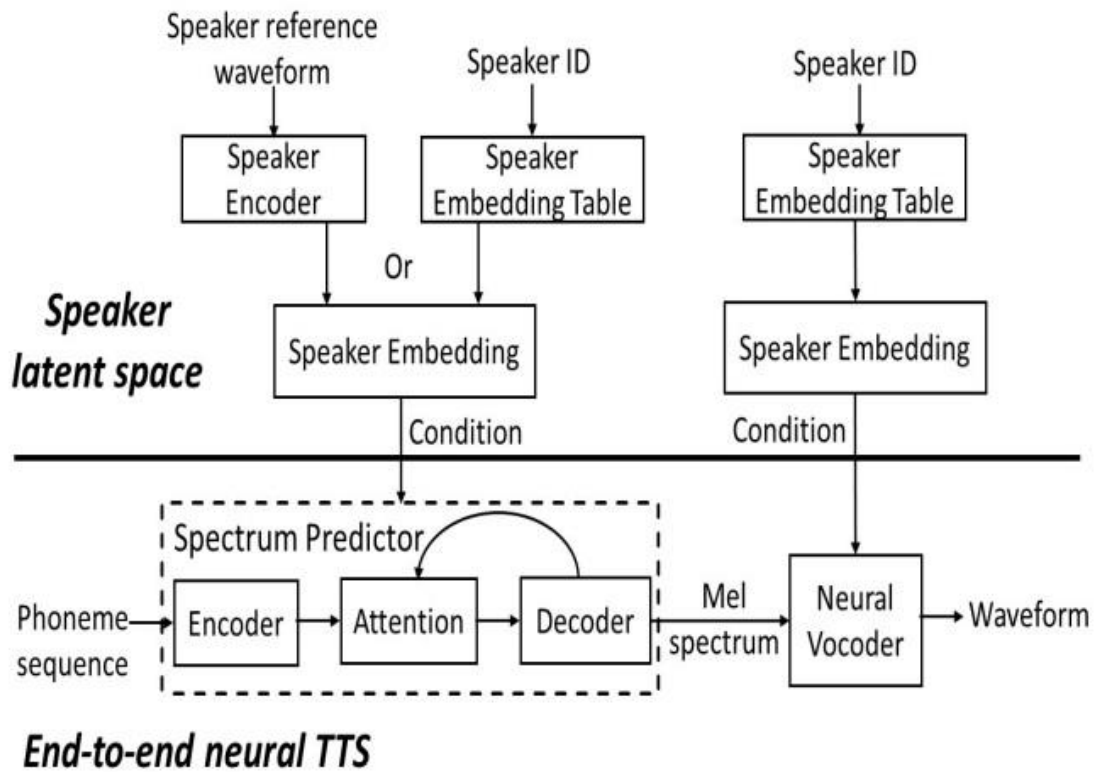 Speaker reference
waveform
Speaker ID
Speaker ID
Speaker
Encoder
Speaker
Embedding Table
Speaker
Embedding Table
Or
Speaker
latent space
Speaker Embedding
Speaker Embedding
Condition
Condition
Spectrum Predictor
Phoneme
sequence
Encoder
Attention
Decoder
Mel
spectrum
Neural
Vocoder
Waveform
End-to-end neural TTS